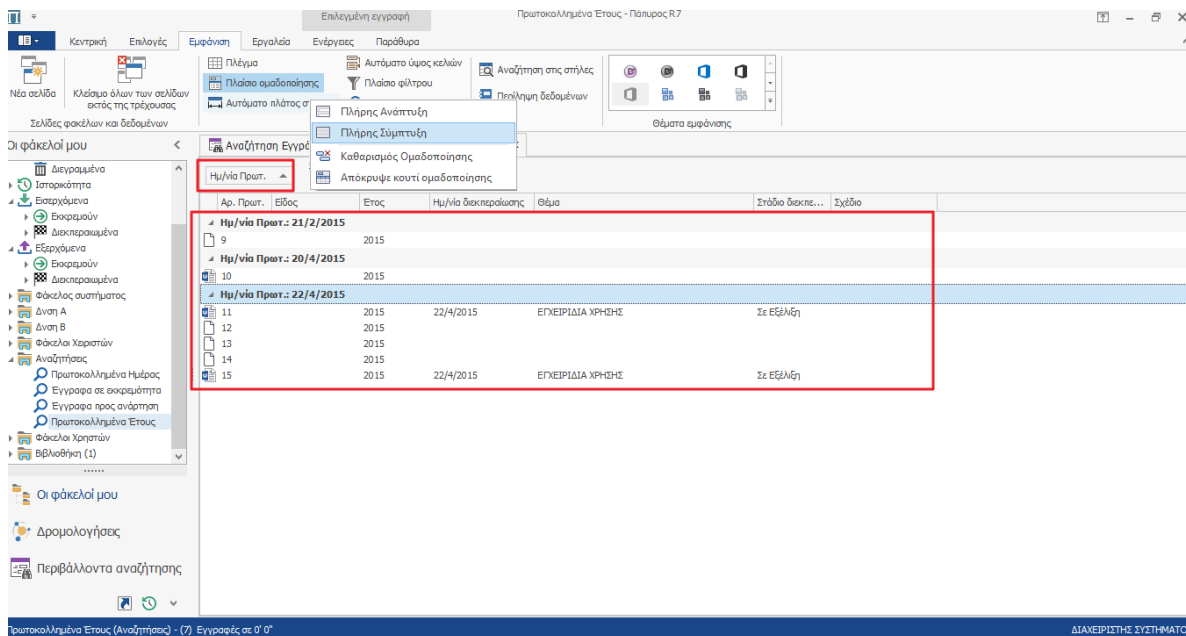 Επιλεγμένη εγγραφή
Πρωτοκολλημένα Έτους - Πάπυρος R.7
Κεντρική Επιλογές Εμφάνιση Εργαλεία Ενέργειες Παράθυρα
Νέα σελίδα
Κλείσιμο όλων των σελίδων
εκτός της τρέχουσας
Σελίδες φακέλων και δεδομένων
Πλέγμα
Πλαίσιο ομαδοποίησης
Αυτόματο πλάτος
Αυτόματο ύψος κελιών
Πλαίσιο φίλτρου
Αναζήτηση στις στήλες
Περίληψη δεδομένων
Θέματα εμφάνισης
Πλήρης Ανάπτυξη
Πλήρης Σύμπτυξη
Καθαρισμός Ομαδοποίησης
Απόκρυψε κουτί ομαδοποίησης
Οι φάκελοί μου
Διεγραμμένα
Ιστορικότητα
Εισερχόμενα
Εκκρεμούν
Διεκπεραιωμένα
Εξερχόμενα
Εκκρεμούν
Διεκπεραιωμένα
Φάκελος συστήματος
Δνση Α
Δνση Β
Φάκελοι Χειριστών
Αναζητήσεις
Πρωτοκολλημένα Ημέρας
Έγγραφα σε εκκρεμότητα
Έγγραφα προς ανάρτηση
Πρωτοκολλημένα Έτους
Φάκελοι Χρηστών
Βιβλιοθήκη (1)
Οι φάκελοί μου
Δρομολογήσεις
Περιβάλλοντα αναζήτησης
Αναζήτηση
Ημ/νία Πρωτ.
Αρ. Πρωτ. Είδος Έτος Ημ/νία διεκπεραίωσης Θέμα Στάδιο διεκπε... Σχέδιο
Ημ/νία Πρωτ.: 21/2/2015
9 2015
Ημ/νία Πρωτ.: 20/4/2015
10 2015
Ημ/νία Πρωτ.: 22/4/2015
11 2015 22/4/2015 ΕΓΧΕΙΡΙΔΙΑ ΧΡΗΣΗΣ Σε Εξέλιξη
12 2015
13 2015
14 2015
15 2015 22/4/2015 ΕΓΧΕΙΡΙΔΙΑ ΧΡΗΣΗΣ Σε Εξέλιξη
Πρωτοκολλημένα Έτους (Αναζητήσεις) - (7) Εγγραφές σε 0' 0"
ΔΙΑΧΕΙΡΙΣΤΗΣ ΣΥΣΤΗΜΑΤΟ